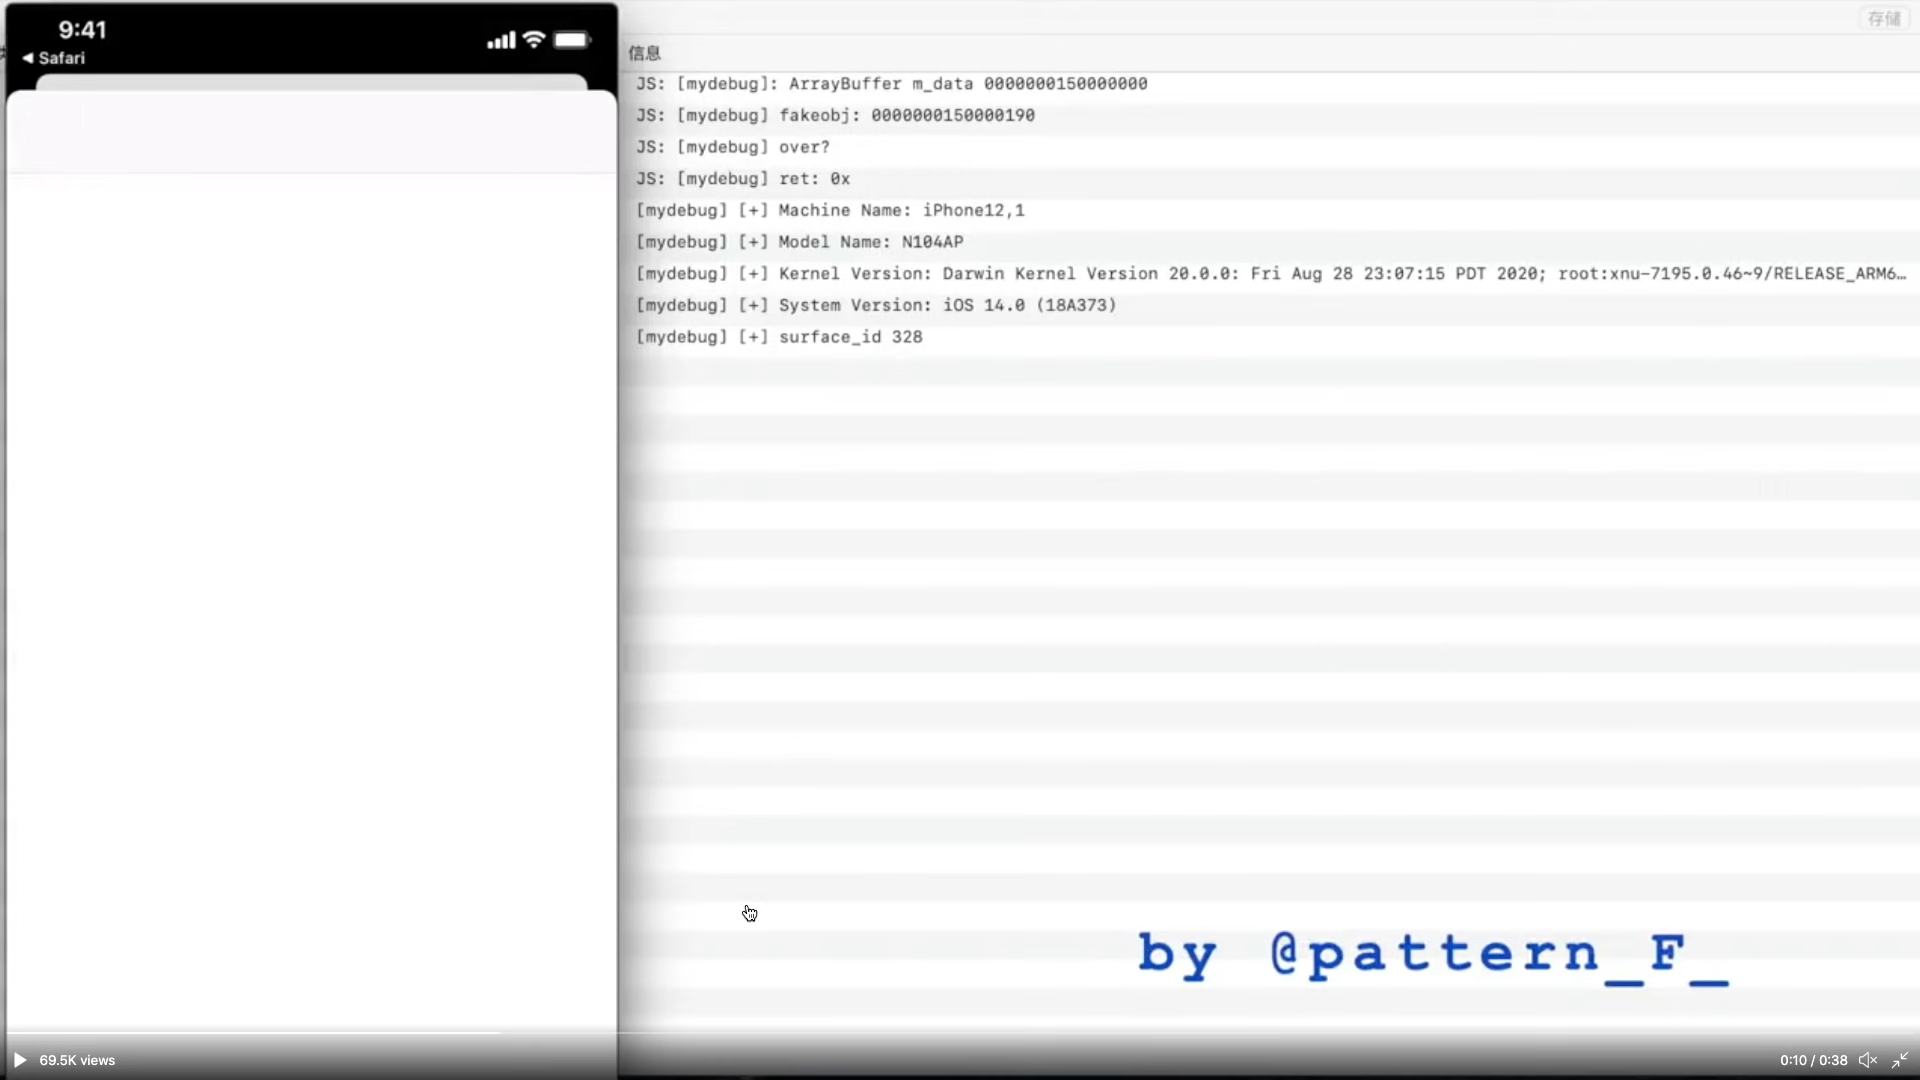 9:41
◀ Safari
存储
信息
JS: [mydebug]: ArrayBuffer m_data 0000000150000000
JS: [mydebug] fakeobj: 0000000150000190
JS: [mydebug] over?
JS: [mydebug] ret: 0x
[mydebug] [+] Machine Name: iPhone12,1
[mydebug] [+] Model Name: N104AP
[mydebug] [+] Kernel Version: Darwin Kernel Version 20.0.0: Fri Aug 28 23:07:15 PDT 2020; root:xnu-7195.0.46~9/RELEASE_ARM6…
[mydebug] [+] System Version: iOS 14.0 (18A373)
[mydebug] [+] surface_id 328
by @pattern_F_
69.5K views
0:10 / 0:38